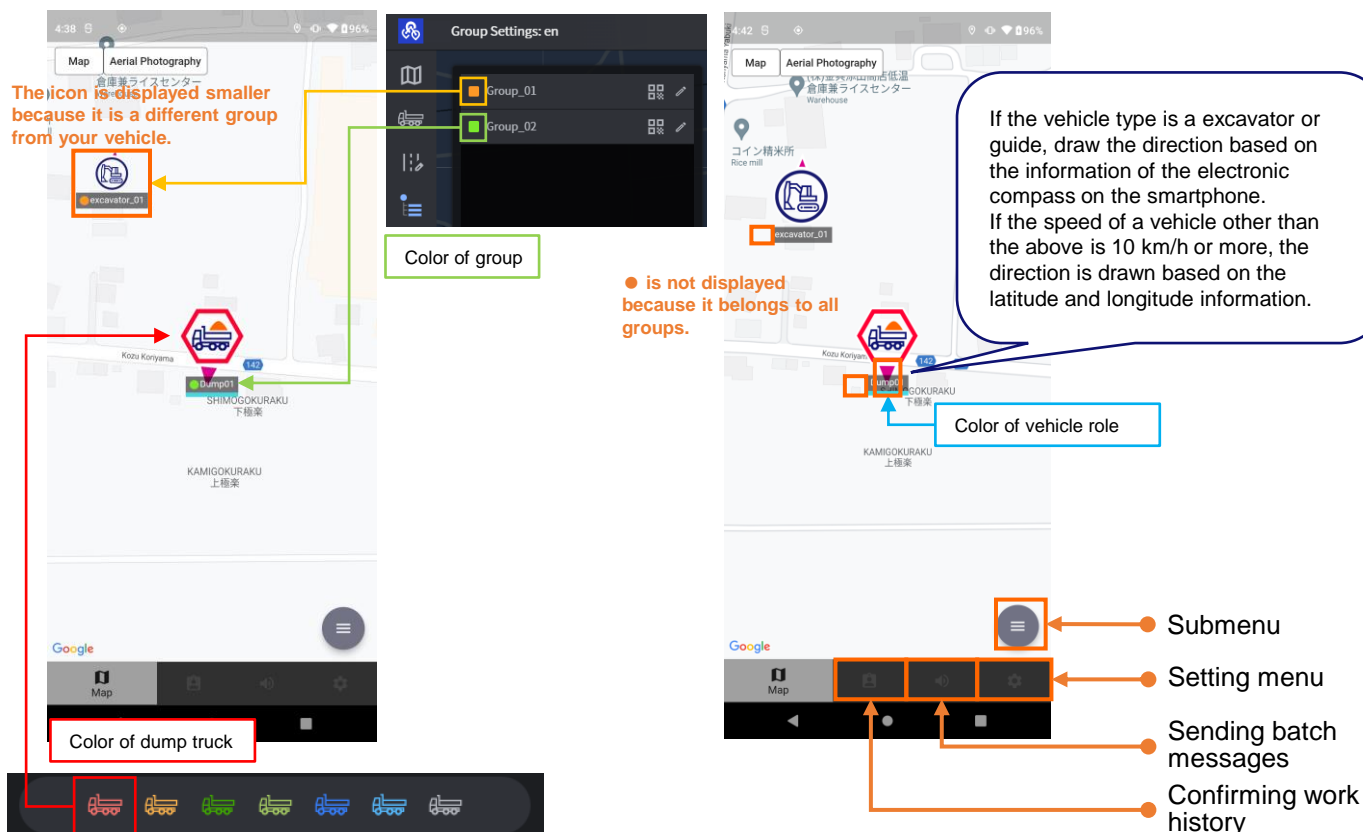 4:38
96%
Map
Aerial Photography
倉庫兼ライスセンター
The icon is displayed smaller
because it is a different group
from your vehicle.
excavator_01
Kozu Koriyama
142
Dump01
SHIMOGOKURAKU
下極楽
KAMIGOKURAKU
上極楽
Google
Map
Color of dump truck
Group Settings: en
Group_01
Group_02
Color of group
● is not displayed
because it belongs to all
groups.
4:42
96%
Map
Aerial Photography
倉庫兼ライスセンター
Warehouse
コイン精米所
Rice mill
excavator_01
If the vehicle type is a excavator or
guide, draw the direction based on
the information of the electronic
compass on the smartphone.
If the speed of a vehicle other than
the above is 10 km/h or more, the
direction is drawn based on the
latitude and longitude information.
142
下極楽
Color of vehicle role
KAMIGOKURAKU
上極楽
Google
Map
Submenu
Setting menu
Sending batch
messages
Confirming work
history